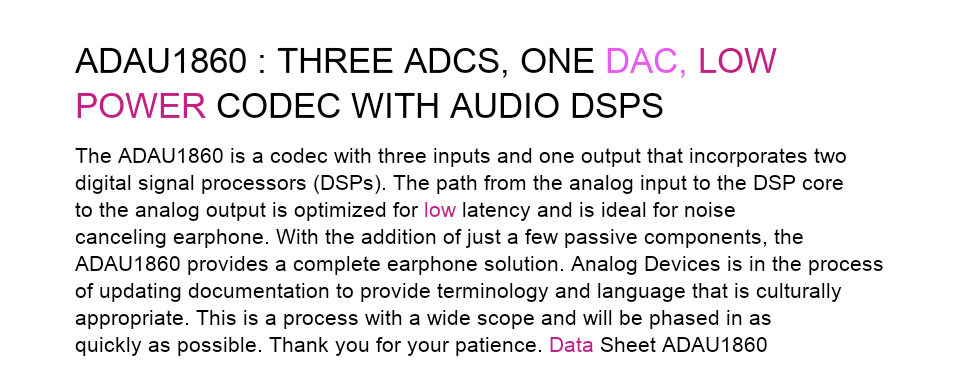 ADAU1860 : THREE ADCS, ONE DAC, LOW
POWER CODEC WITH AUDIO DSPS
The ADAU1860 is a codec with three inputs and one output that incorporates two
digital signal processors (DSPs). The path from the analog input to the DSP core
to the analog output is optimized for low latency and is ideal for noise
canceling earphone. With the addition of just a few passive components, the
ADAU1860 provides a complete earphone solution. Analog Devices is in the process
of updating documentation to provide terminology and language that is culturally
appropriate. This is a process with a wide scope and will be phased in as
quickly as possible. Thank you for your patience. Data Sheet ADAU1860